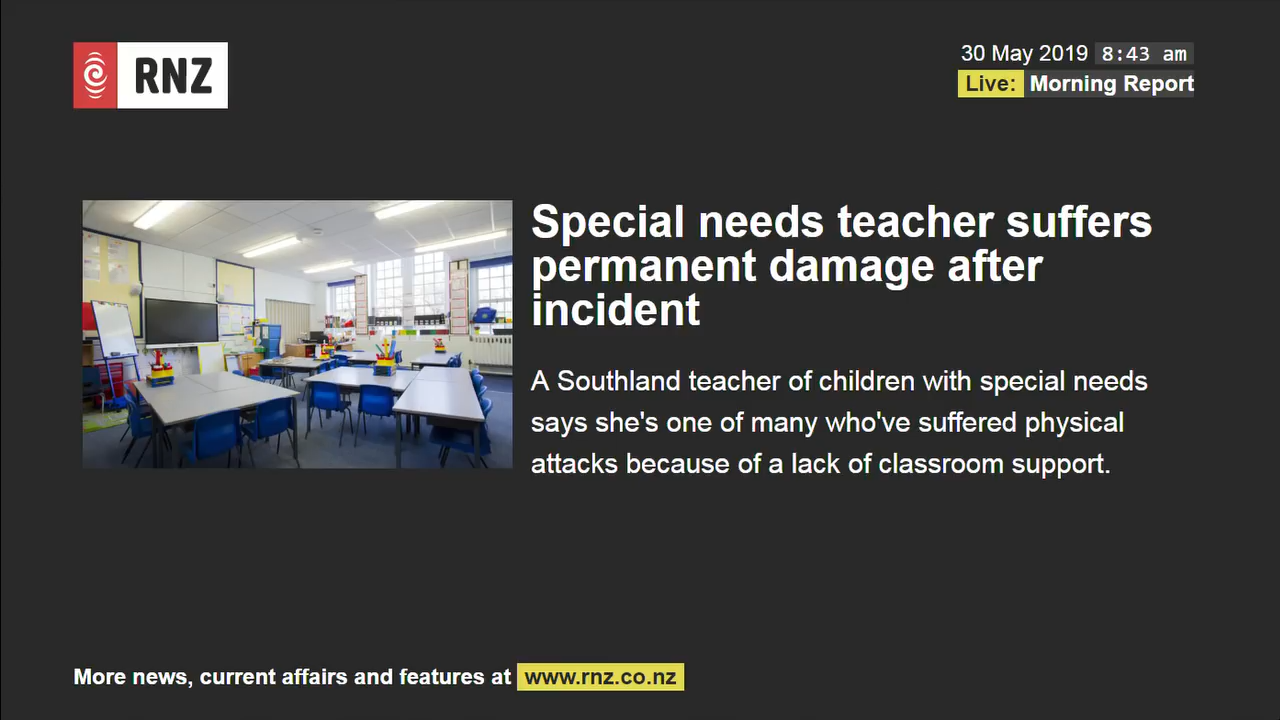 RNZ
30 May 2019 8:43 am
Live: Morning Report
Special needs teacher suffers
permanent damage after
incident
A Southland teacher of children with special needs
says she's one of many who've suffered physical
attacks because of a lack of classroom support.
More news, current affairs and features at www.rnz.co.nz